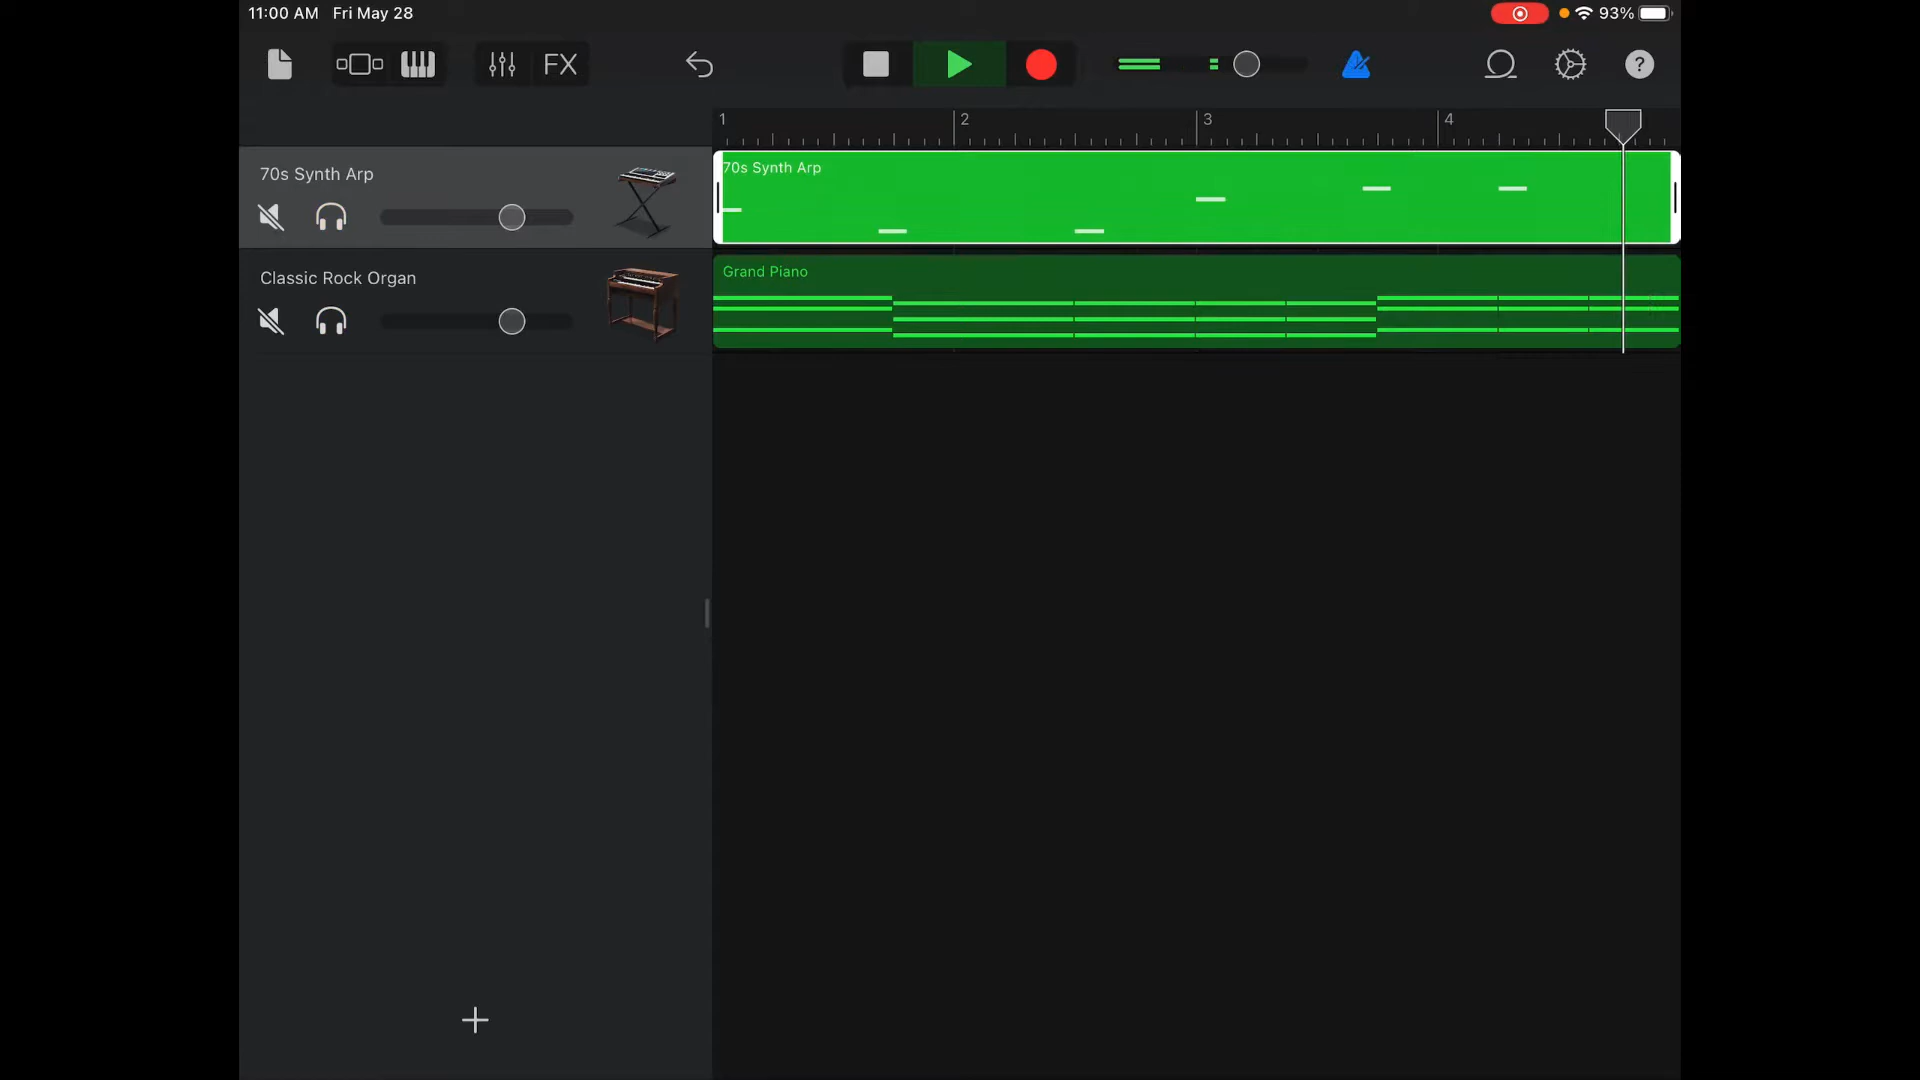 11:00 AM Fri May 28
93%
FX
?
1 2 3 4
70s Synth Arp
70s Synth Arp
Classic Rock Organ
Grand Piano